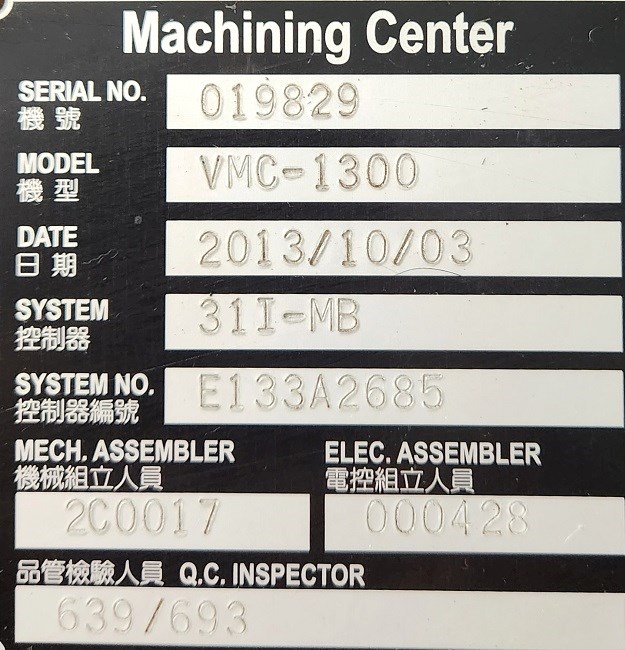 Machining Center
SERIAL NO. 019829
機 號
MODEL VMC-1300
機 型
DATE 2013/10/03
日 期
SYSTEM 31I-MB
控制器
SYSTEM NO. E133A2685
控制器編號
MECH. ASSEMBLER ELEC. ASSEMBLER
機械組立人員 電控組立人員
2C0017 000428
品管檢驗人員 Q.C. INSPECTOR
639/693